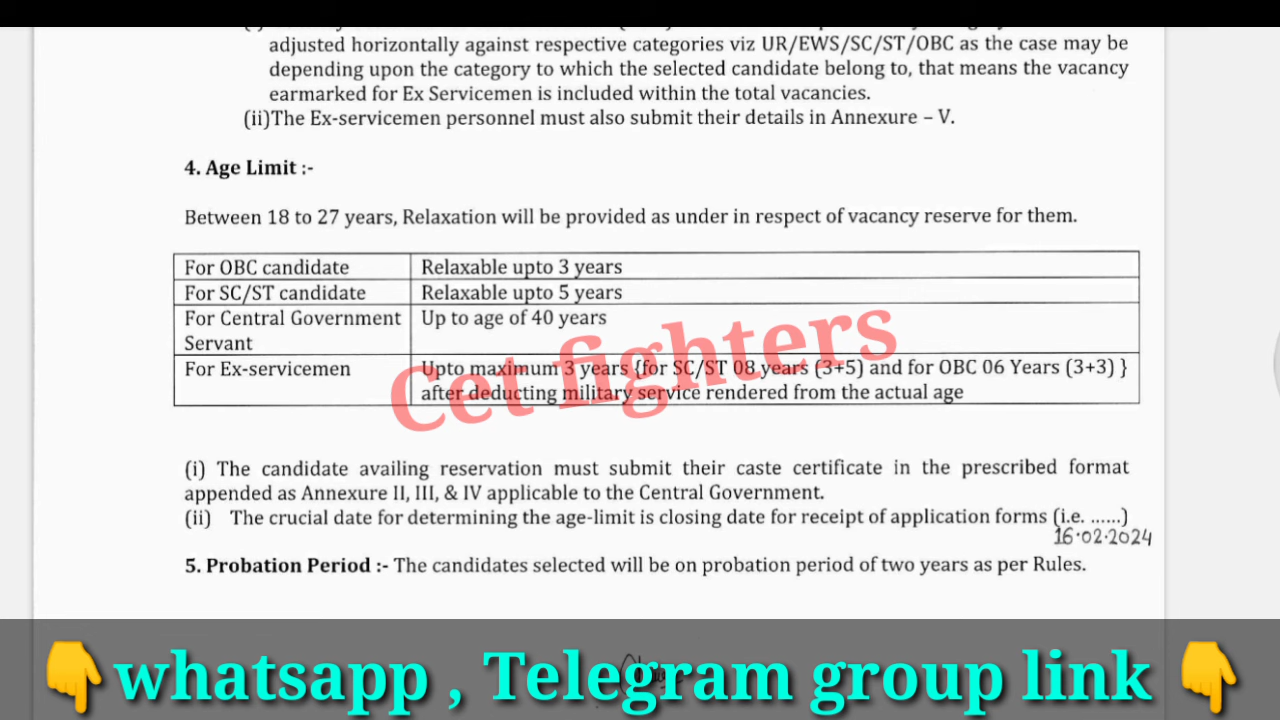 adjusted horizontally against respective categories viz UR/EWS/SC/ST/OBC as the case may be
depending upon the category to which the selected candidate belong to, that means the vacancy
earmarked for Ex Servicemen is included within the total vacancies.
(ii)The Ex-servicemen personnel must also submit their details in Annexure – V.
4. Age Limit :-
Between 18 to 27 years, Relaxation will be provided as under in respect of vacancy reserve for them.
For OBC candidate Relaxable upto 3 years
For SC/ST candidate Relaxable upto 5 years
For Central Government Up to age of 40 years
Servant
For Ex-servicemen Upto maximum 3 years {for SC/ST 08 years (3+5) and for OBC 06 Years (3+3) }
after deducting military service rendered from the actual age
Cet fighters
(i) The candidate availing reservation must submit their caste certificate in the prescribed format
appended as Annexure II, III, & IV applicable to the Central Government.
(ii) The crucial date for determining the age-limit is closing date for receipt of application forms (i.e. ......)
16·02·2024
5. Probation Period :- The candidates selected will be on probation period of two years as per Rules.
whatsapp , Telegram group link